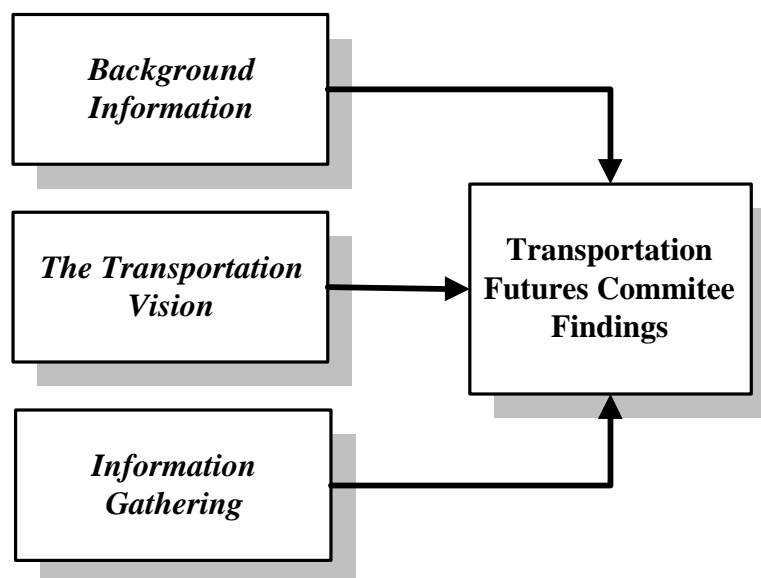 Background
Information
The Transportation
Vision
Information
Gathering
Transportation
Futures Commitee
Findings